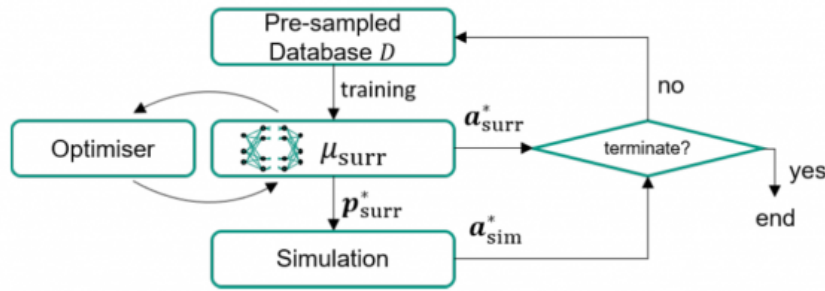 Pre-sampled
Database D
training
no
a*surr
Optimiser
μsurr
terminate?
yes
p*surr
end
a*sim
Simulation